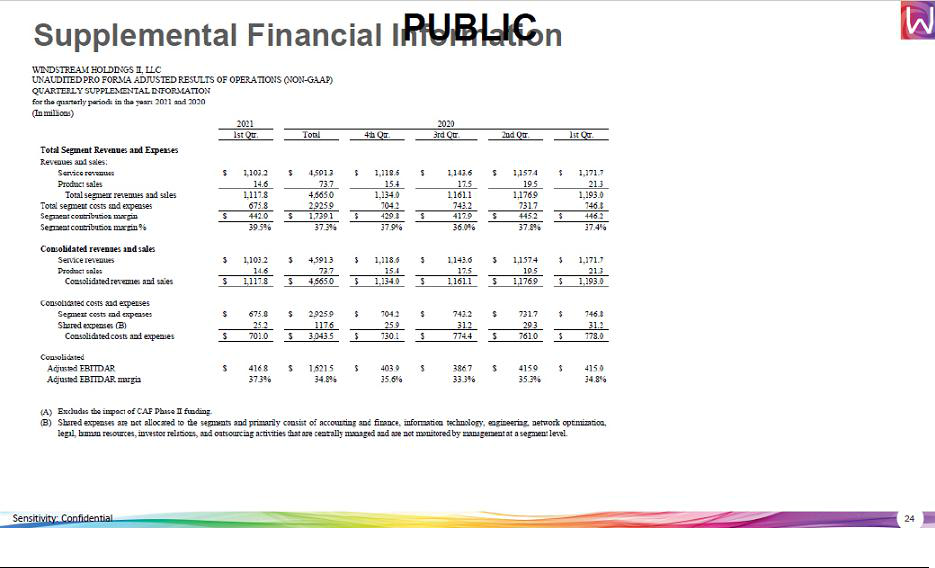 PUBLIC
Supplemental Financial Information
WINDSTREAM HOLDINGS II, LLC
UNAUDITED PRO FORMA ADJUSTED RESULTS OF OPERATIONS (NON-GAAP)
QUARTERLY SUPPLEMENTAL INFORMATION
for the quarterly periods in the years 2021 and 2020
(In millions)
2021 2020
1st Qtr. Total 4th Qtr. 3rd Qtr. 2nd Qtr. 1st Qtr.
Total Segment Revenues and Expenses
Revenues and sales:
Service revenues $ 1,103.2 $ 4,591.3 $ 1,118.6 $ 1,143.6 $ 1,157.4 $ 1,171.7
Product sales 14.6 73.7 15.4 17.5 19.5 21.3
Total segment revenues and sales 1,117.8 4,665.0 1,134.0 1,161.1 1,176.9 1,193.0
Total segment costs and expenses 675.8 2,925.9 704.2 743.2 731.7 746.8
Segment contribution margin $ 442.0 $ 1,739.1 $ 429.8 $ 417.9 $ 445.2 $ 446.2
Segment contribution margin % 39.5% 37.3% 37.9% 36.0% 37.8% 37.4%
Consolidated revenues and sales
Service revenues $ 1,103.2 $ 4,591.3 $ 1,118.6 $ 1,143.6 $ 1,157.4 $ 1,171.7
Product sales 14.6 73.7 15.4 17.5 19.5 21.3
Consolidated revenues and sales $ 1,117.8 $ 4,665.0 $ 1,134.0 $ 1,161.1 $ 1,176.9 $ 1,193.0
Consolidated costs and expenses
Segment costs and expenses $ 675.8 $ 2,925.9 $ 704.2 $ 743.2 $ 731.7 $ 746.8
Shared expenses (B) 25.2 117.6 25.9 31.2 29.3 31.2
Consolidated costs and expenses $ 701.0 $ 3,043.5 $ 730.1 $ 774.4 $ 761.0 $ 778.0
Consolidated
Adjusted EBITDAR $ 416.8 $ 1,621.5 $ 403.9 $ 386.7 $ 415.9 $ 415.0
Adjusted EBITDAR margin 37.3% 34.8% 35.6% 33.3% 35.3% 34.8%
(A) Excludes the impact of CAF Phase II funding.
(B) Shared expenses are not allocated to the segments and primarily consist of accounting and finance, information technology, engineering, network optimization,
legal, human resources, investor relations, and outsourcing activities that are centrally managed and are not monitored by management at a segment level.
Sensitivity: Confidential
24